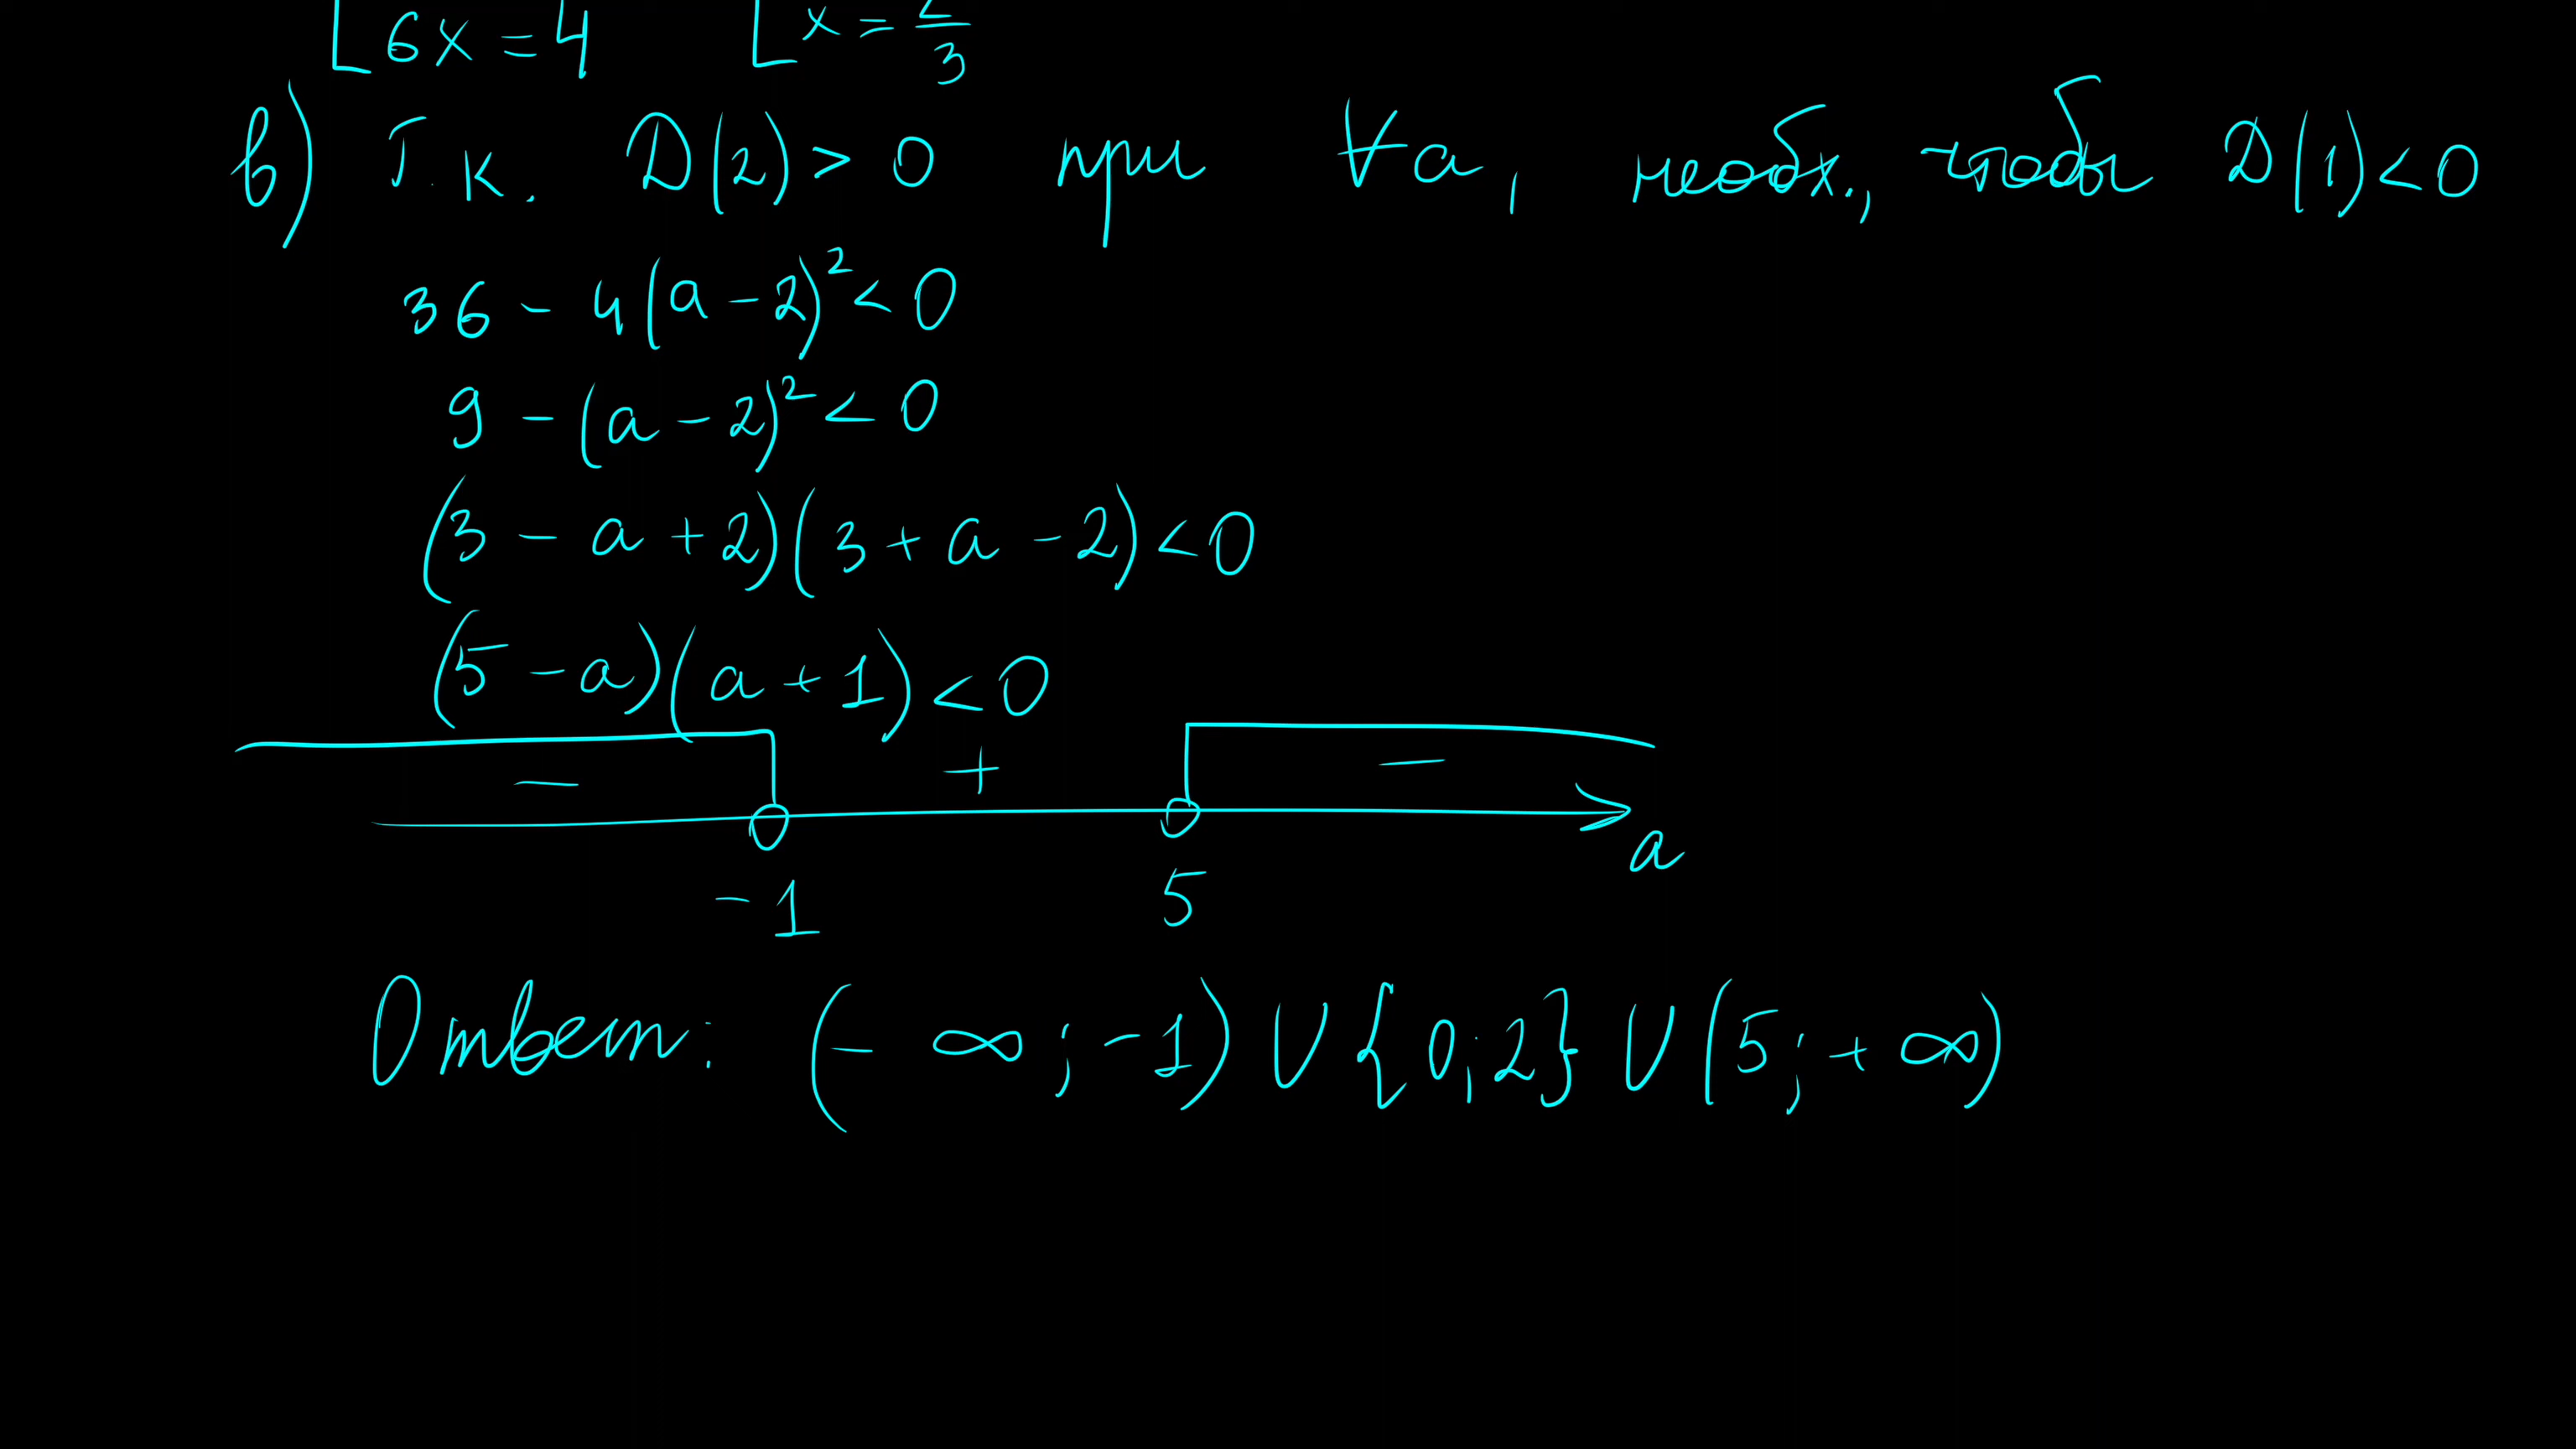 [ 6x = 4 [ x = 2/3
в) Т.к. D(2) > 0 при ∀a, необх., чтобы D(1) < 0
36 - 4(a - 2)² < 0
9 - (a - 2)² < 0
(3 - a + 2)(3 + a - 2) < 0
(5 - a)(a + 1) < 0
- + -
-1 5 a
Ответ: (-∞; -1) ∪ {0; 2} ∪ (5; +∞)